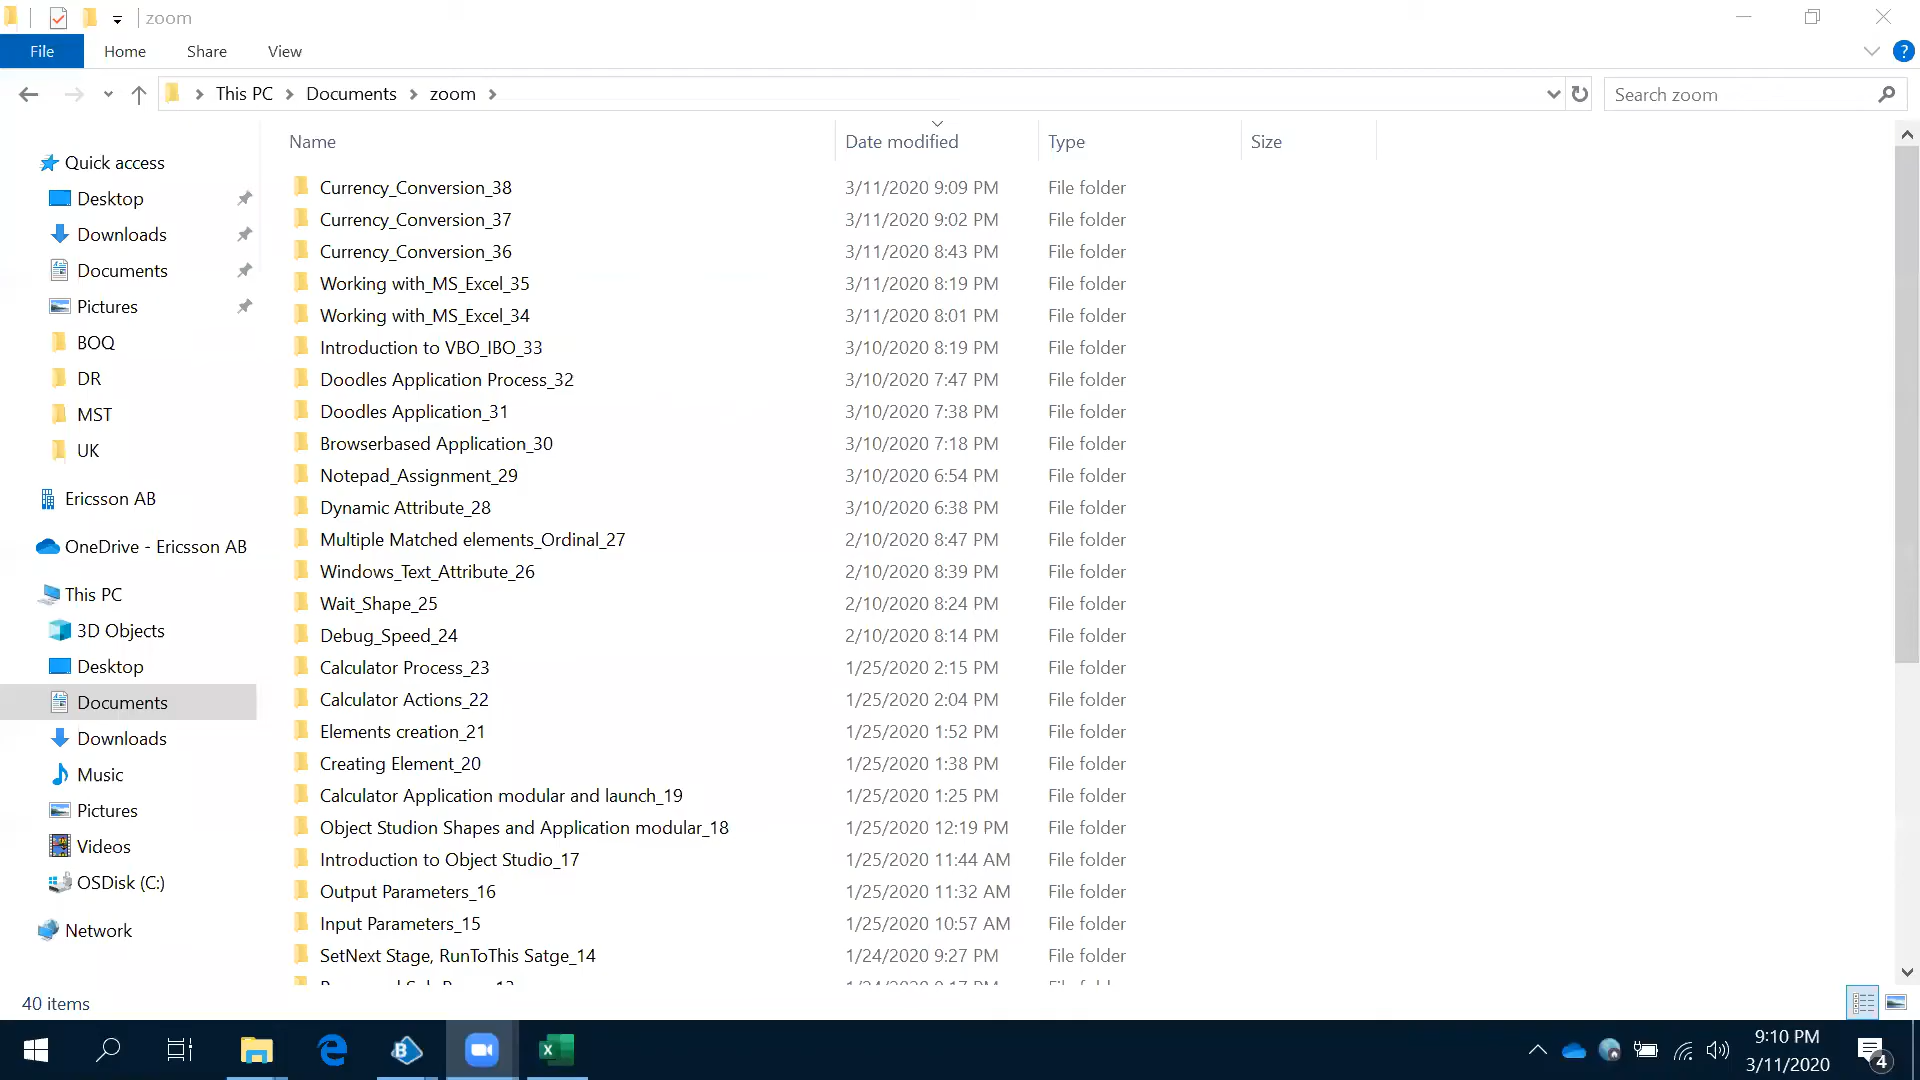 zoom
File Home Share View
This PC Documents zoom
Search zoom
Name Date modified Type Size
Quick access
Desktop
Downloads
Documents
Pictures
BOQ
DR
MST
UK
Ericsson AB
OneDrive - Ericsson AB
This PC
3D Objects
Desktop
Documents
Downloads
Music
Pictures
Videos
OSDisk (C:)
Network
Currency_Conversion_38 3/11/2020 9:09 PM File folder
Currency_Conversion_37 3/11/2020 9:02 PM File folder
Currency_Conversion_36 3/11/2020 8:43 PM File folder
Working with_MS_Excel_35 3/11/2020 8:19 PM File folder
Working with_MS_Excel_34 3/11/2020 8:01 PM File folder
Introduction to VBO_IBO_33 3/10/2020 8:19 PM File folder
Doodles Application Process_32 3/10/2020 7:47 PM File folder
Doodles Application_31 3/10/2020 7:38 PM File folder
Browserbased Application_30 3/10/2020 7:18 PM File folder
Notepad_Assignment_29 3/10/2020 6:54 PM File folder
Dynamic Attribute_28 3/10/2020 6:38 PM File folder
Multiple Matched elements_Ordinal_27 2/10/2020 8:47 PM File folder
Windows_Text_Attribute_26 2/10/2020 8:39 PM File folder
Wait_Shape_25 2/10/2020 8:24 PM File folder
Debug_Speed_24 2/10/2020 8:14 PM File folder
Calculator Process_23 1/25/2020 2:15 PM File folder
Calculator Actions_22 1/25/2020 2:04 PM File folder
Elements creation_21 1/25/2020 1:52 PM File folder
Creating Element_20 1/25/2020 1:38 PM File folder
Calculator Application modular and launch_19 1/25/2020 1:25 PM File folder
Object Studion Shapes and Application modular_18 1/25/2020 12:19 PM File folder
Introduction to Object Studio_17 1/25/2020 11:44 AM File folder
Output Parameters_16 1/25/2020 11:32 AM File folder
Input Parameters_15 1/25/2020 10:57 AM File folder
SetNext Stage, RunToThis Satge_14 1/24/2020 9:27 PM File folder
40 items
9:10 PM
3/11/2020
4